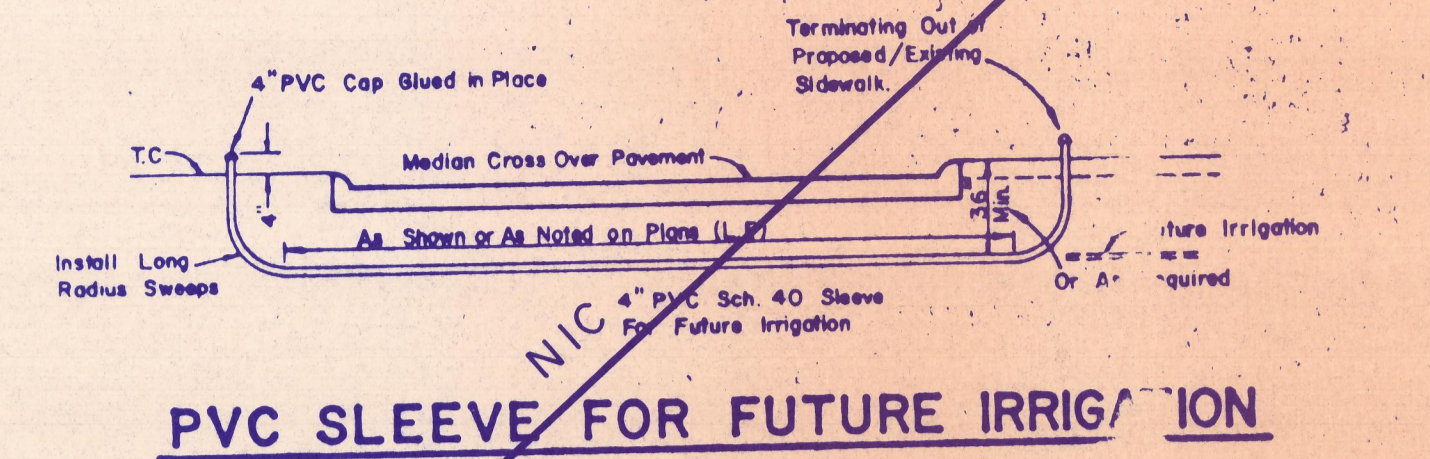 Terminating Out of
Proposed/Existing
Sidewalk.
4" PVC Cap Glued in Place
T.C
Median Cross Over Pavement
4"
36"
Min.
As Shown or As Noted on Plans (L.F)
Install Long
Radius Sweeps
ture Irrigation
Or A quired
NIC
4" PVC Sch. 40 Sleeve
For Future Irrigation
PVC SLEEVE FOR FUTURE IRRIGATION